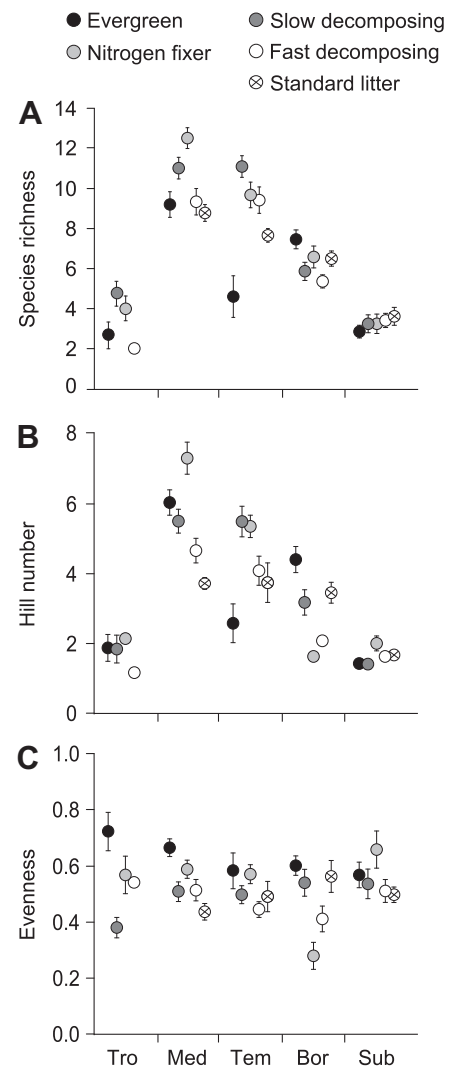 Evergreen
Slow decomposing
Nitrogen fixer
Fast decomposing
Standard litter
A
Species richness
14
12
10
8
6
4
2
0
B
Hill number
8
6
4
2
0
C
Evenness
1.0
0.8
0.6
0.4
0.2
0.0
Tro Med Tem Bor Sub